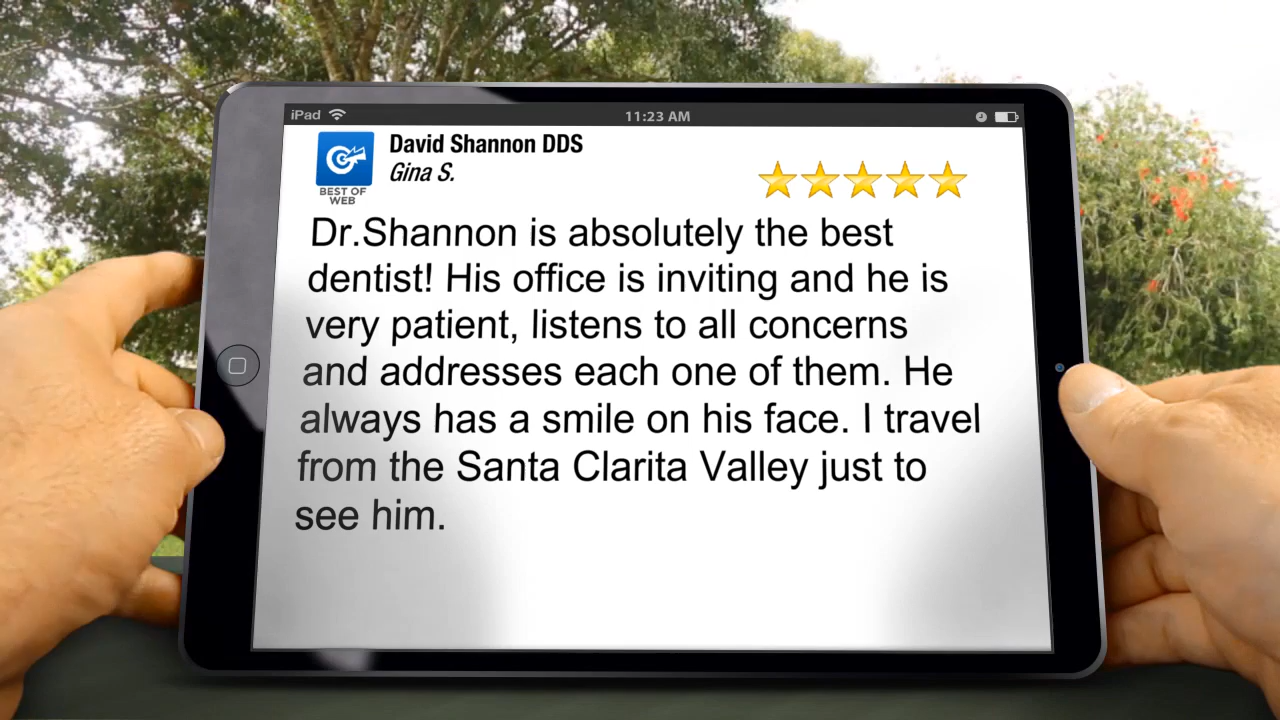 iPad 11:23 AM
David Shannon DDS
Gina S.
BEST OF
WEB
Dr.Shannon is absolutely the best
dentist! His office is inviting and he is
very patient, listens to all concerns
and addresses each one of them. He
always has a smile on his face. I travel
from the Santa Clarita Valley just to
see him.